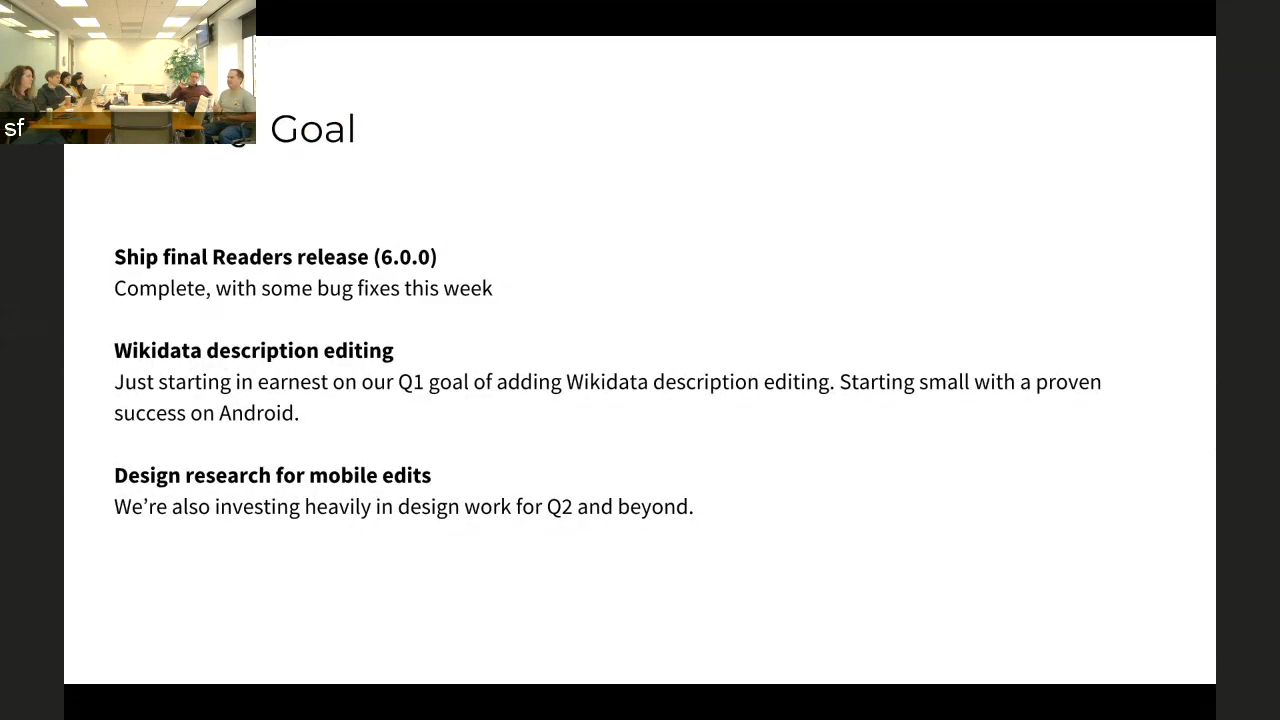 sf
Goal
Ship final Readers release (6.0.0)
Complete, with some bug fixes this week
Wikidata description editing
Just starting in earnest on our Q1 goal of adding Wikidata description editing. Starting small with a proven
success on Android.
Design research for mobile edits
We’re also investing heavily in design work for Q2 and beyond.